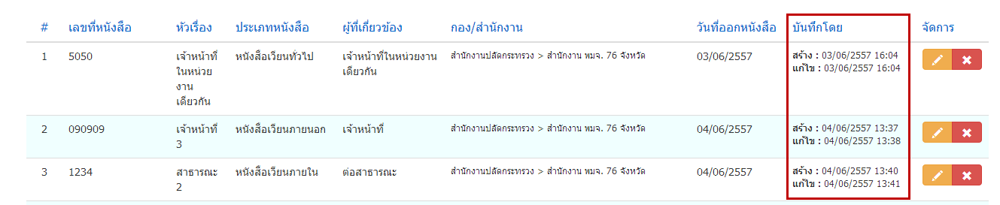 # เลขที่หนังสือ หัวเรื่อง ประเภทหนังสือ ผู้ที่เกี่ยวข้อง กอง/สำนักงาน วันที่ออกหนังสือ บันทึกโดย จัดการ
1 5050 เจ้าหน้าที่ หนังสือเวียนทั่วไป เจ้าหน้าที่ในหน่วยงาน สำนักงานปลัดกระทรวง > สำนักงาน พมจ. 76 จังหวัด 03/06/2557 สร้าง : 03/06/2557 16:04
ในหน่วย เดียวกัน แก้ไข : 03/06/2557 16:04
งาน
เดียวกัน
2 090909 เจ้าหน้าที่ หนังสือเวียนภายนอก เจ้าหน้าที่ สำนักงานปลัดกระทรวง > สำนักงาน พมจ. 76 จังหวัด 04/06/2557 สร้าง : 04/06/2557 13:37
3 แก้ไข : 04/06/2557 13:38
3 1234 สาธารณะ หนังสือเวียนภายใน ต่อสาธารณะ สำนักงานปลัดกระทรวง > สำนักงาน พมจ. 76 จังหวัด 04/06/2557 สร้าง : 04/06/2557 13:40
2 แก้ไข : 04/06/2557 13:41